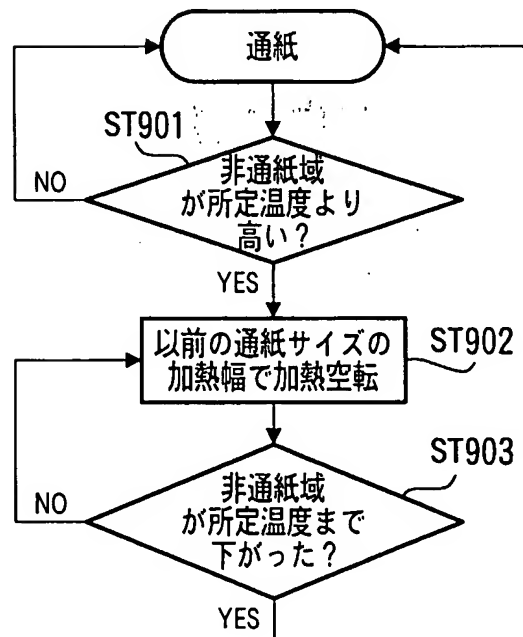 通紙
ST901
非通紙域
が所定温度より
高い?
NO
YES
以前の通紙サイズの
加熱幅で加熱空転
ST902
ST903
非通紙域
が所定温度まで
下がった?
NO
YES